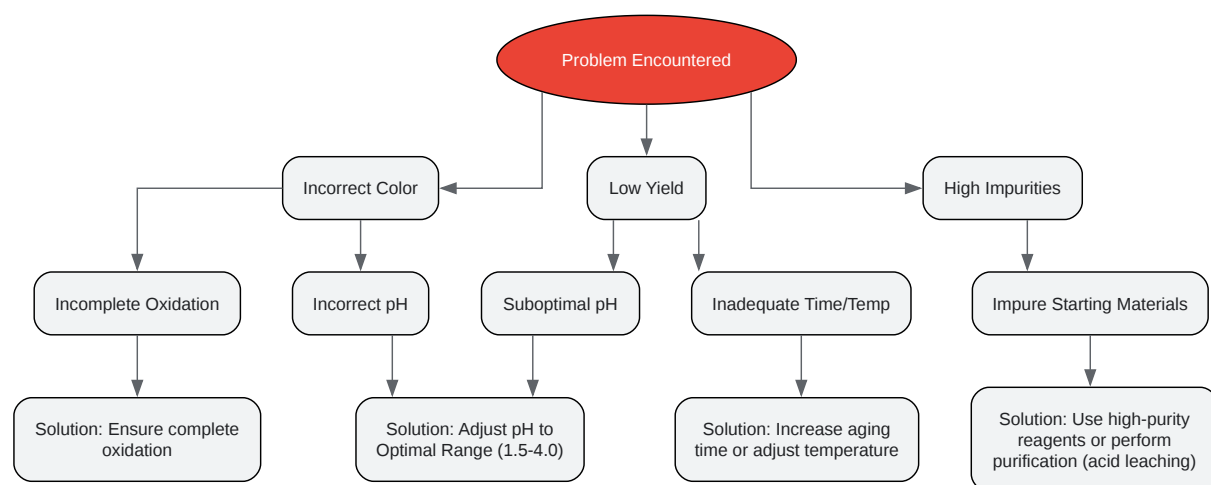 Problem Encountered
Incorrect Color
Low Yield
High Impurities
Incomplete Oxidation
Incorrect pH
Suboptimal pH
Inadequate Time/Temp
Impure Starting Materials
Solution: Ensure complete
oxidation
Solution: Adjust pH to
Optimal Range (1.5-4.0)
Solution: Increase aging
time or adjust temperature
Solution: Use high-purity
reagents or perform
purification (acid leaching)